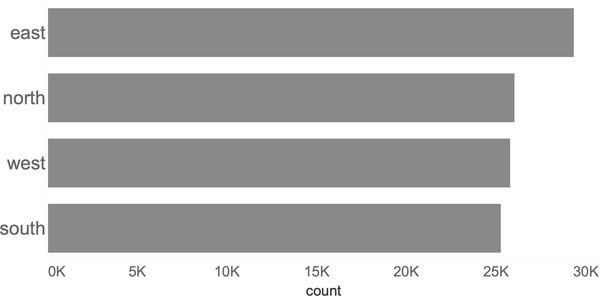 east
north
west
south
0K 5K 10K 15K 20K 25K 30K
count